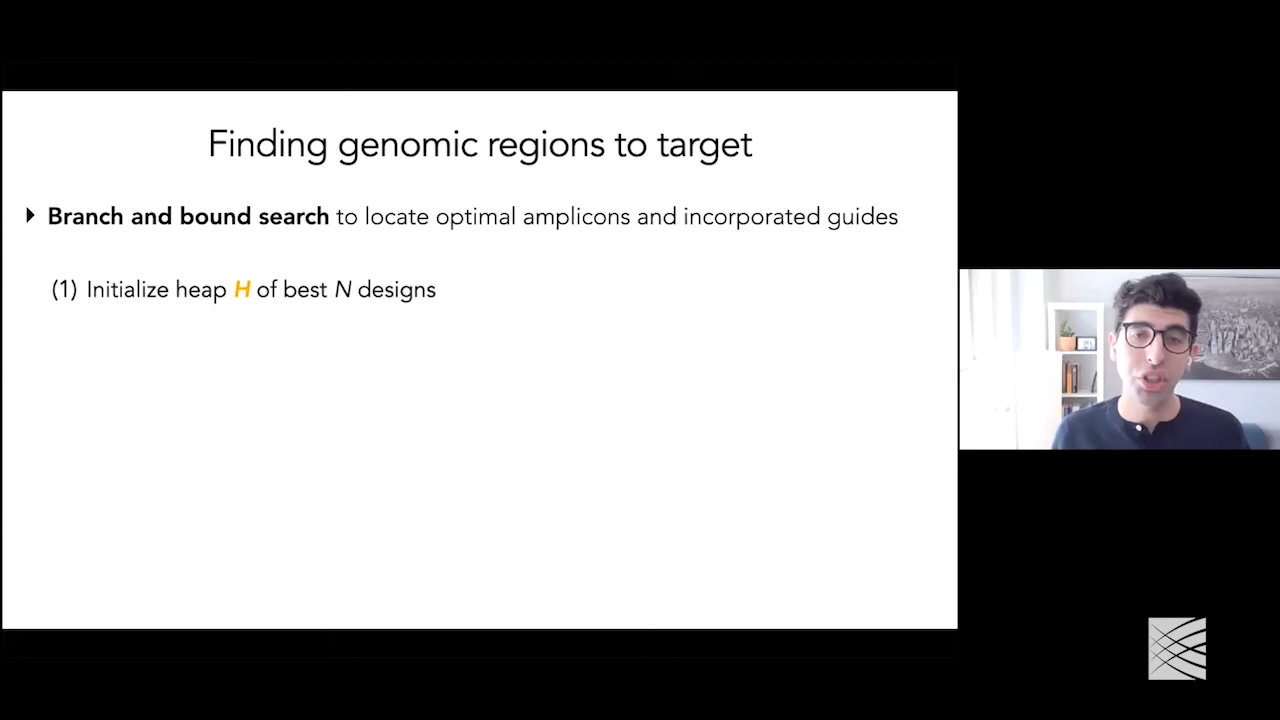 Finding genomic regions to target
Branch and bound search to locate optimal amplicons and incorporated guides
(1) Initialize heap H of best N designs